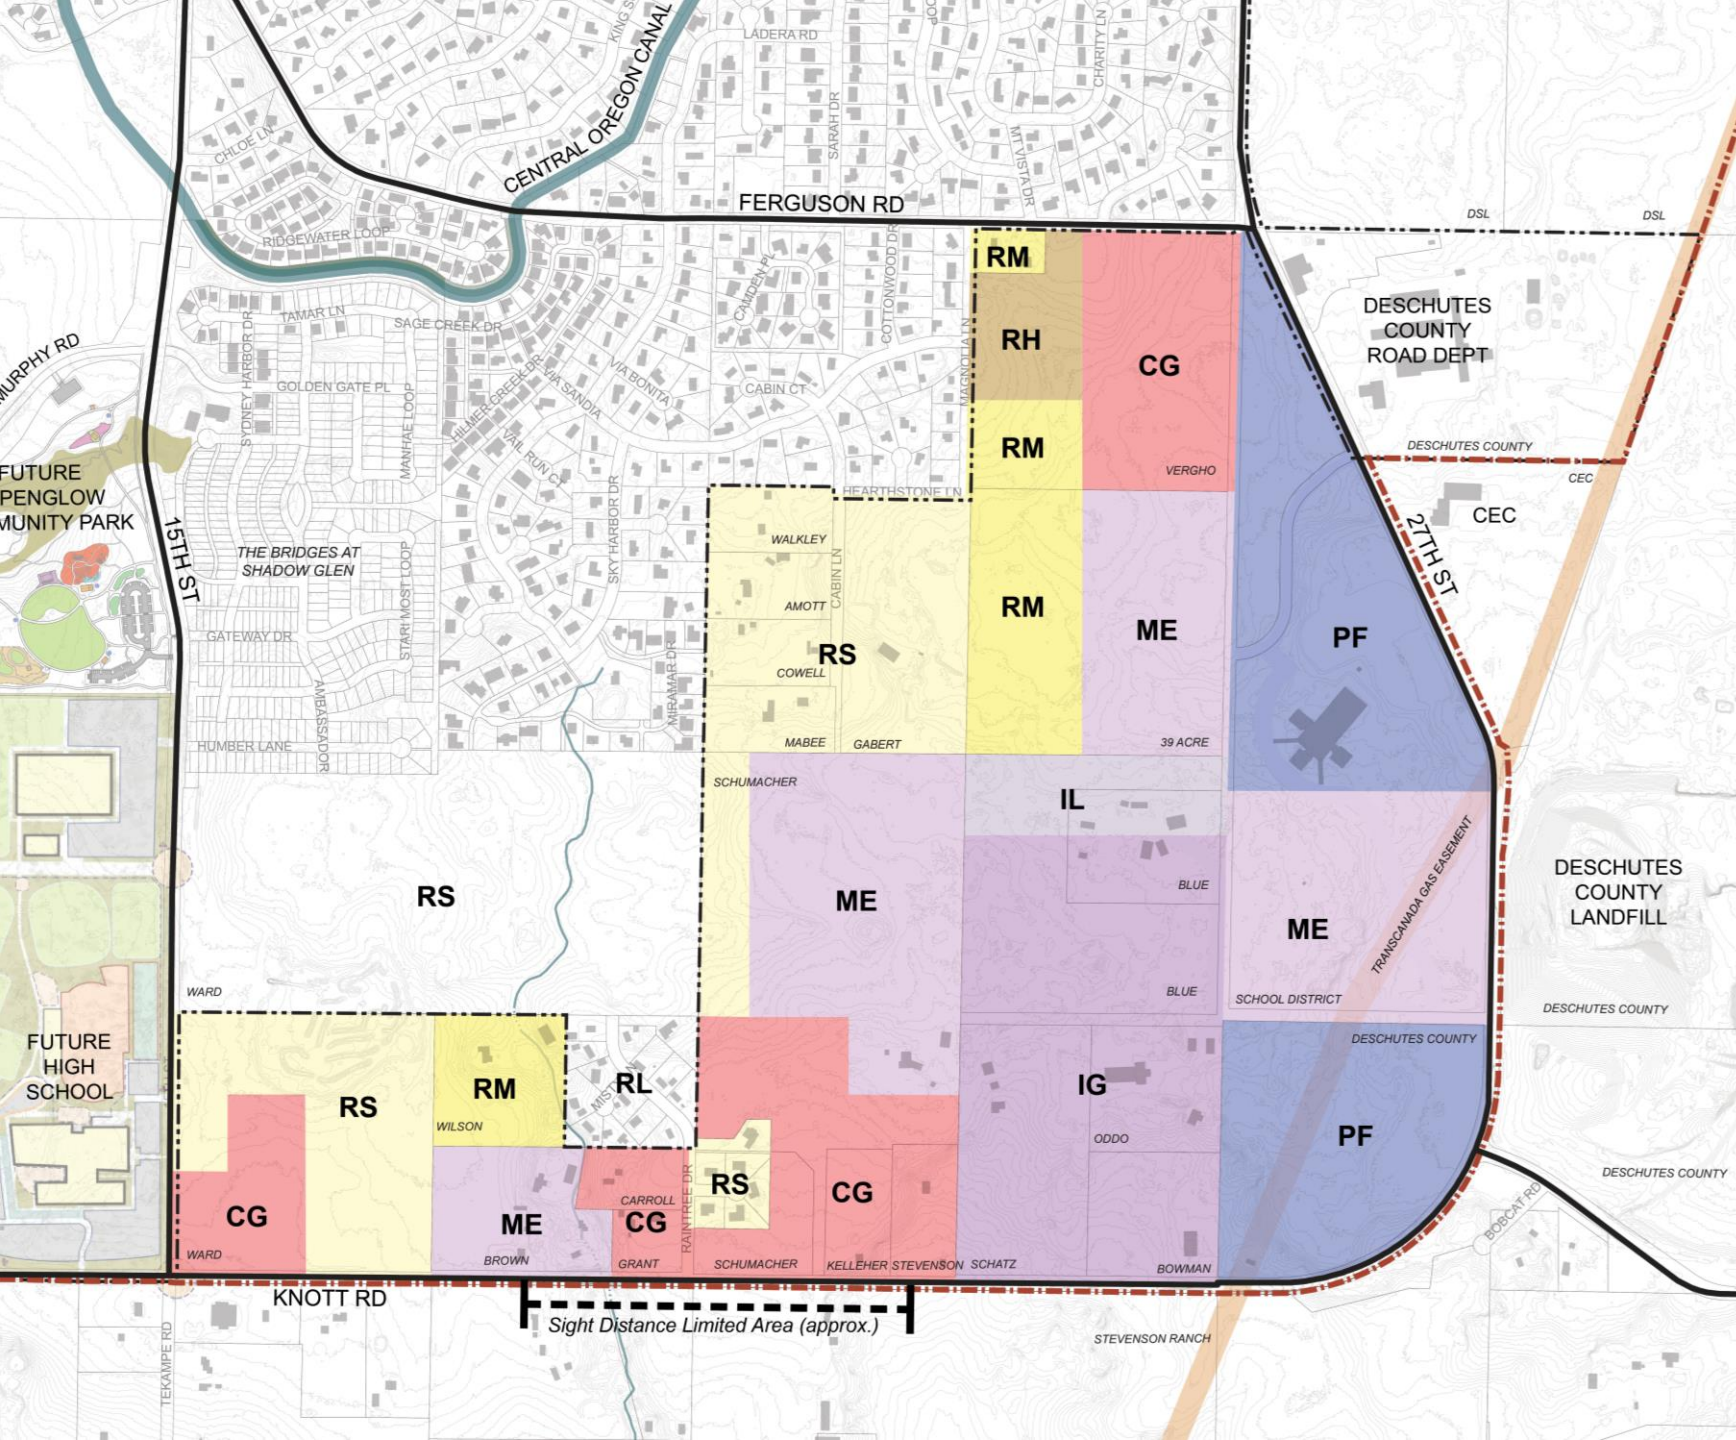 LADERA RD
CHARITY LN
SARAH DR
MT VISTA DR
CHLOE LN
CENTRAL OREGON CANAL
FERGUSON RD
RIDGEWATER LOOP
DSL
DSL
TAMAR LN
SAGE CREEK DR
SYDNEY HARBOR DR
CAMDEN PL
COTTONWOOD DR
MAGNOLIA LN
RM
RH
CG
DESCHUTES
COUNTY
ROAD DEPT
MURPHY RD
GOLDEN GATE PL
MANHAE LOOP
HILMER CREEK DR
VIA SANDIA
VIA BONITA
CABIN CT
VAIL RUN CT
RM
VERGHO
DESCHUTES COUNTY
CEC
CEC
HEARTHSTONE LN
FUTURE
PENGLOW
MUNITY PARK
15TH ST
THE BRIDGES AT
SHADOW GLEN
SKY HARBOR DR
STARI MOST LOOP
WALKLEY
CABIN LN
AMOTT
27TH ST
RM
ME
PF
GATEWAY DR
MIRAMAR DR
RS
COWELL
AMBASSADOR
HUMBER LANE
MABEE
GABERT
39 ACRE
SCHUMACHER
IL
TRANSCANADA GAS EASEMENT
DESCHUTES
COUNTY
LANDFILL
RS
ME
BLUE
ME
WARD
BLUE
SCHOOL DISTRICT
DESCHUTES COUNTY
DESCHUTES COUNTY
FUTURE
HIGH
SCHOOL
RS
RM
WILSON
RL
IG
ODDO
PF
DESCHUTES COUNTY
CG
WARD
ME
BROWN
CARROLL
CG
GRANT
RAINTREE DR
RS
CG
SCHUMACHER
KELLEHER
STEVENSON
SCHATZ
BOWMAN
BOBCAT RD
KNOTT RD
Sight Distance Limited Area (approx.)
STEVENSON RANCH
TEKAMPE RD